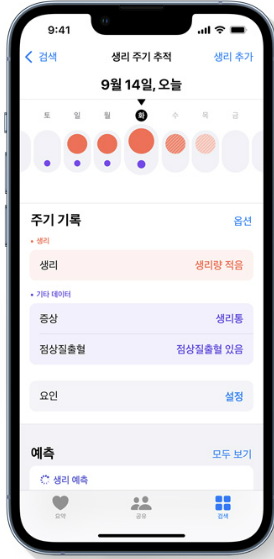 9:41
검색 생리 주기 추적 생리 추가
9월 14일, 오늘
토 일 월 화 수 목 금
주기 기록 옵션
• 생리
생리 생리량 적음
• 기타 데이터
증상 생리통
점상질출혈 점상질출혈 있음
요인 설정
예측 모두 보기
생리 예측
요약 공유 검색